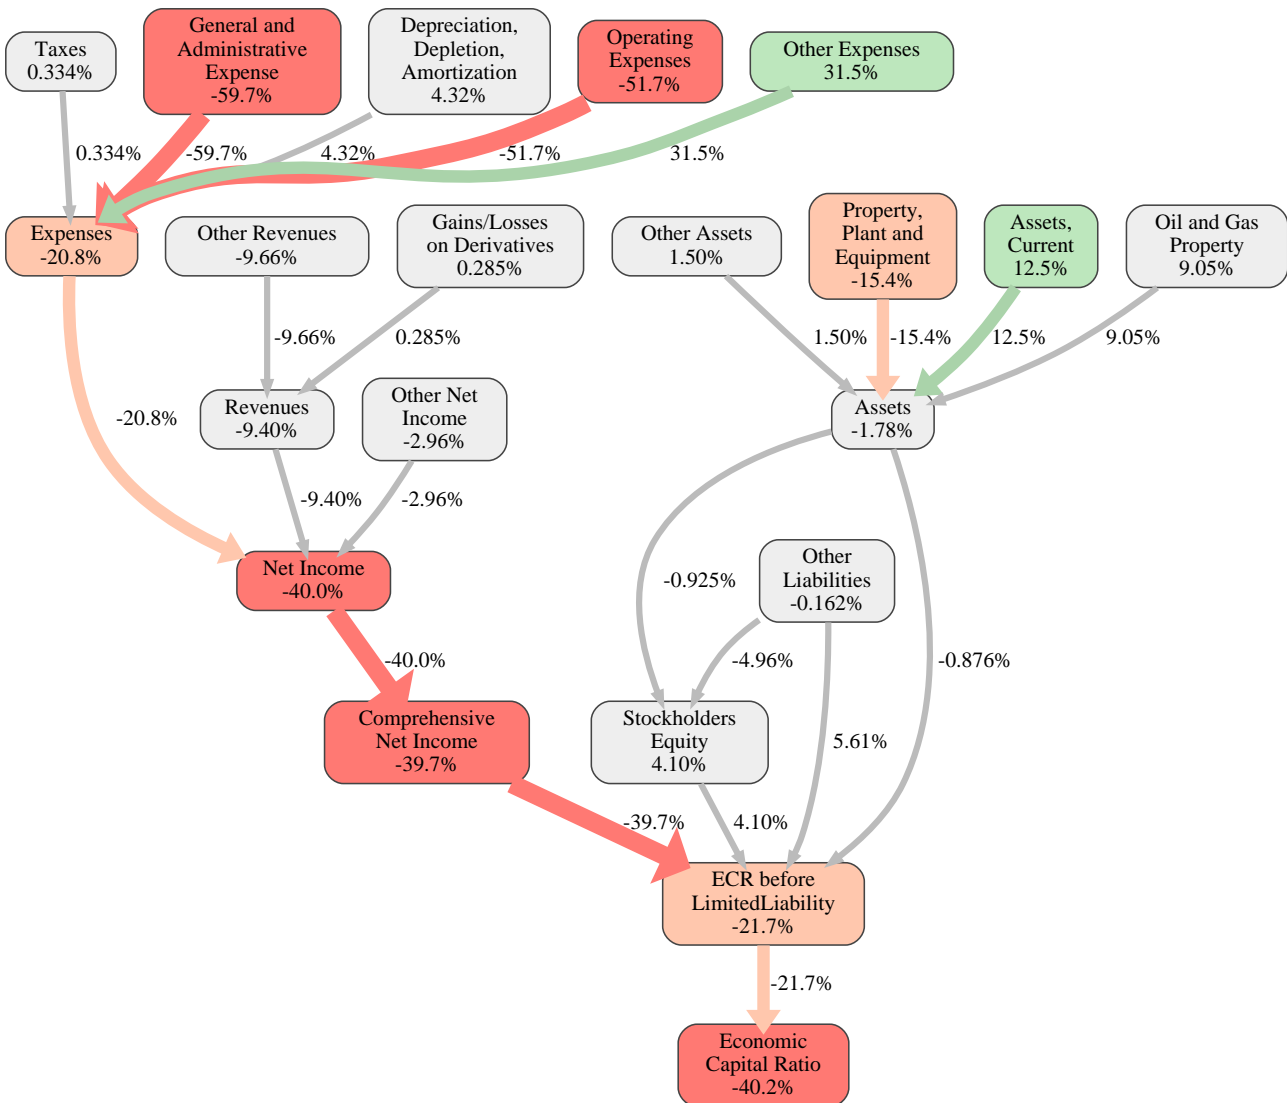 Taxes
0.334%
General and
Administrative
Expense
-59.7%
Depreciation,
Depletion,
Amortization
4.32%
Operating
Expenses
-51.7%
Other Expenses
31.5%
0.334%
-59.7%
4.32%
-51.7%
31.5%
Expenses
-20.8%
Other Revenues
-9.66%
Gains/Losses
on Derivatives
0.285%
Other Assets
1.50%
Property,
Plant and
Equipment
-15.4%
Assets,
Current
12.5%
Oil and Gas
Property
9.05%
-9.66%
0.285%
1.50%
-15.4%
12.5%
9.05%
-20.8%
Revenues
-9.40%
Other Net
Income
-2.96%
Assets
-1.78%
-9.40%
-2.96%
Net Income
-40.0%
-0.925%
Other
Liabilities
-0.162%
-40.0%
-4.96%
-0.876%
Comprehensive
Net Income
-39.7%
Stockholders
Equity
4.10%
5.61%
-39.7%
4.10%
ECR before
LimitedLiability
-21.7%
-21.7%
Economic
Capital Ratio
-40.2%